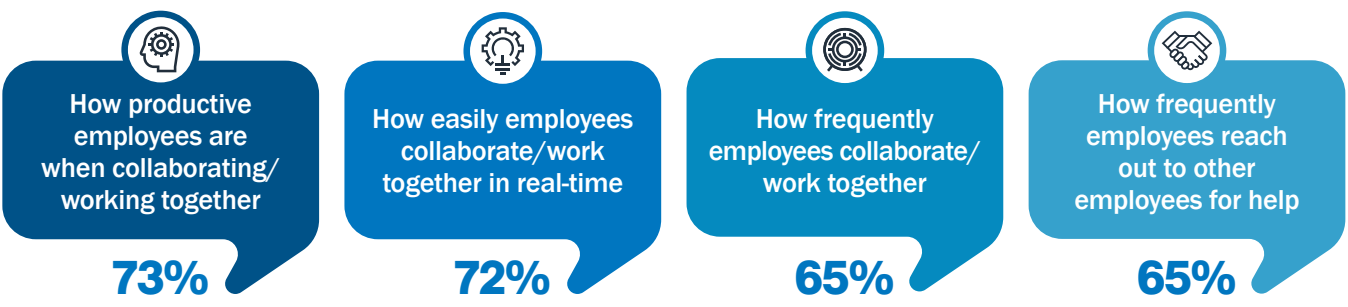 How productive
employees are
when collaborating/
working together
73%
How easily employees
collaborate/work
together in real-time
72%
How frequently
employees collaborate/
work together
65%
How frequently
employees reach
out to other
employees for help
65%